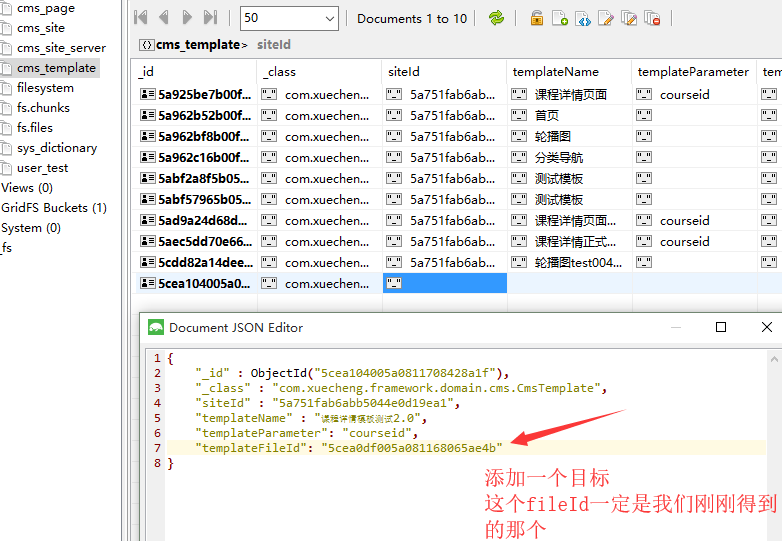 cms_page
cms_site
cms_site_server
cms_template
filesystem
fs.chunks
fs.files
sys_dictionary
user_test
Views (0)
GridFS Buckets (1)
System (0)
_fs
50
Documents 1 to 10
cms_template> siteId
_id _class siteId templateName templateParameter tem
5a925be7b00f... com.xuechen... 5a751fab6ab... 课程详情页面 courseid
5a962b52b00f... com.xuechen... 5a751fab6ab... 首页
5a962bf8b00f... com.xuechen... 5a751fab6ab... 轮播图
5a962c16b00f... com.xuechen... 5a751fab6ab... 分类导航
5abf2a8f5b05... com.xuechen... 5a751fab6ab... 测试模板
5abf57965b05... com.xuechen... 5a751fab6ab... 测试模板
5ad9a24d68d... com.xuechen... 5a751fab6ab... 课程详情页面... courseid
5aec5dd70e66... com.xuechen... 5a751fab6ab... 课程详情正式... courseid
5cdd82a14dee... com.xuechen... 5a751fab6ab... 轮播图test004...
5cea104005a0... com.xuechen...
Document JSON Editor
1 {
2 "_id" : ObjectId("5cea104005a0811708428a1f"),
3 "_class" : "com.xuecheng.framework.domain.cms.CmsTemplate",
4 "siteId" : "5a751fab6abb5044e0d19ea1",
5 "templateName" : "课程详情模板测试2.0",
6 "templateParameter": "courseid",
7 "templateFileId": "5cea0df005a081168065ae4b"
8 }
添加一个目标
这个fileId一定是我们刚刚得到
的那个